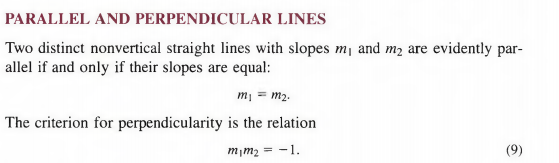 PARALLEL AND PERPENDICULAR LINES
Two distinct nonvertical straight lines with slopes m₁ and m₂ are evidently par-
allel if and only if their slopes are equal:
m₁ = m₂.
The criterion for perpendicularity is the relation
m₁m₂ = −1. (9)